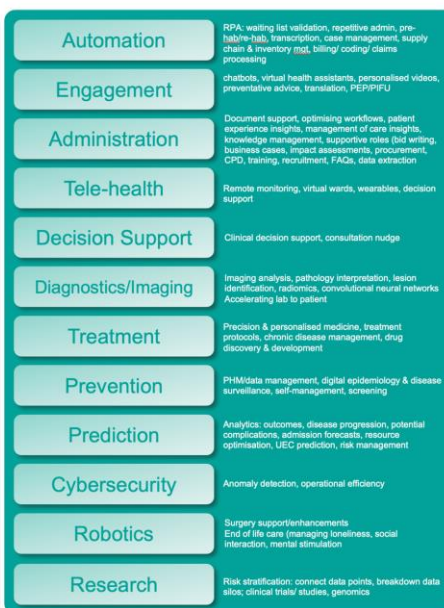 Automation
RPA: waiting list validation, repetitive admin, pre-
hab/re-hab, transcription, case management, supply
chain & inventory mgt, billing/ coding/ claims
processing
Engagement
chatbots, virtual health assistants, personalised videos,
preventative advice, translation, PEP/PIFU
Administration
Document support, optimising workflows, patient
experience insights, management of care insights,
knowledge management, supportive roles (bid writing,
business cases, impact assessments, procurement,
CPD, training, recruitment, FAQs, data extraction
Tele-health
Remote monitoring, virtual wards, wearables, decision
support
Decision Support
Clinical decision support, consultation nudge
Diagnostics/Imaging
Imaging analysis, pathology interpretation, lesion
identification, radiomics, convolutional neural networks
Accelerating lab to patient
Treatment
Precision & personalised medicine, treatment
protocols, chronic disease management, drug
discovery & development
Prevention
PHM/data management, digital epidemiology & disease
surveillance, self-management, screening
Prediction
Analytics: outcomes, disease progression, potential
complications, admission forecasts, resource
optimisation, UEC prediction, risk management
Cybersecurity
Anomaly detection, operational efficiency
Robotics
Surgery support/enhancements
End of life care (managing loneliness, social
interaction, mental stimulation
Research
Risk stratification: connect data points, breakdown data
silos; clinical trials/ studies, genomics